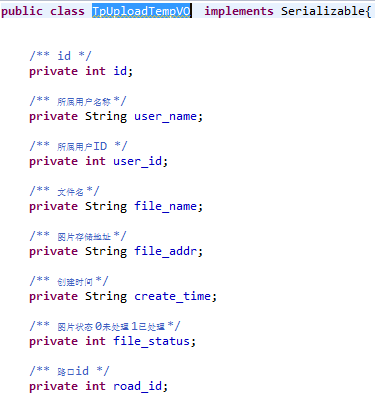 public class TpUploadTempVO implements Serializable{
/** id */
private int id;
/** 所属用户名称 */
private String user_name;
/** 所属用户ID */
private int user_id;
/** 文件名 */
private String file_name;
/** 图片存储地址 */
private String file_addr;
/** 创建时间 */
private String create_time;
/** 图片状态 0未处理 1已处理 */
private int file_status;
/** 路口id */
private int road_id;